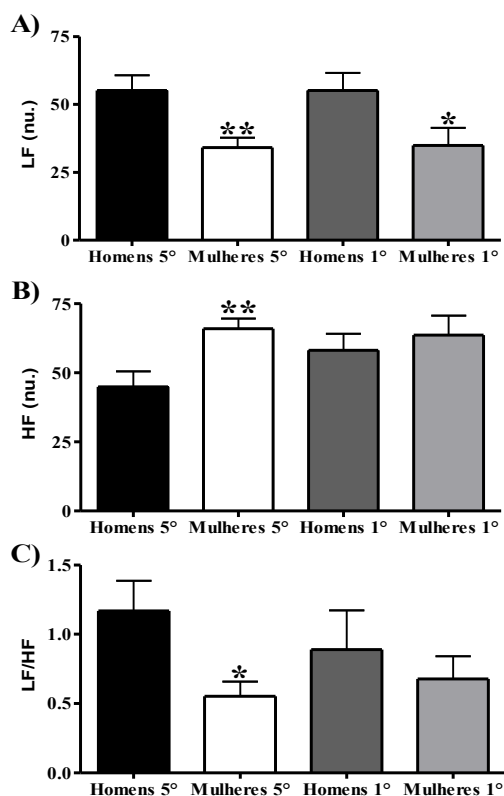 A)
LF (nu.)
75
50
25
0
**
*
Homens 5° Mulheres 5° Homens 1° Mulheres 1°
B)
HF (nu.)
75
50
25
0
**
Homens 5° Mulheres 5° Homens 1° Mulheres 1°
C)
LF/HF
1.5
1.0
0.5
0.0
*
Homens 5° Mulheres 5° Homens 1° Mulheres 1°